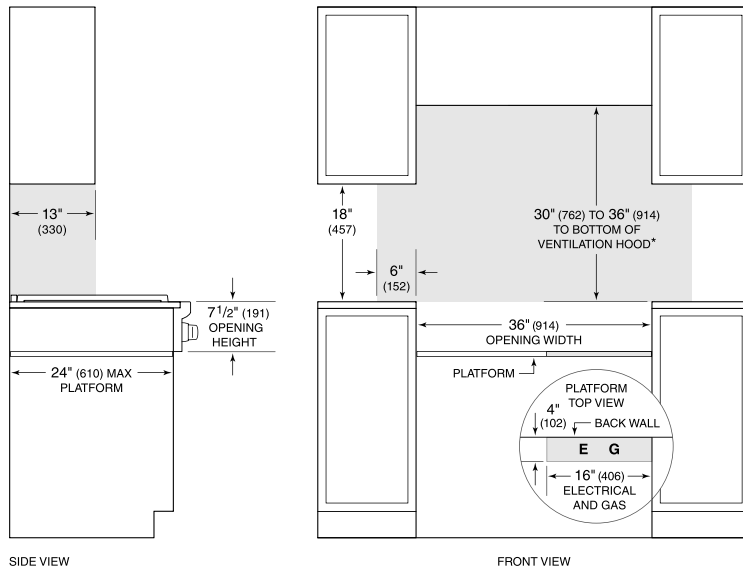 13"
(330)
7 1/2" (191)
OPENING
HEIGHT
24" (610) MAX
PLATFORM
SIDE VIEW
18"
(457)
30" (762) TO 36" (914)
TO BOTTOM OF
VENTILATION HOOD*
6"
(152)
36" (914)
OPENING WIDTH
PLATFORM
PLATFORM
TOP VIEW
4"
(102)
BACK WALL
E G
16" (406)
ELECTRICAL
AND GAS
FRONT VIEW